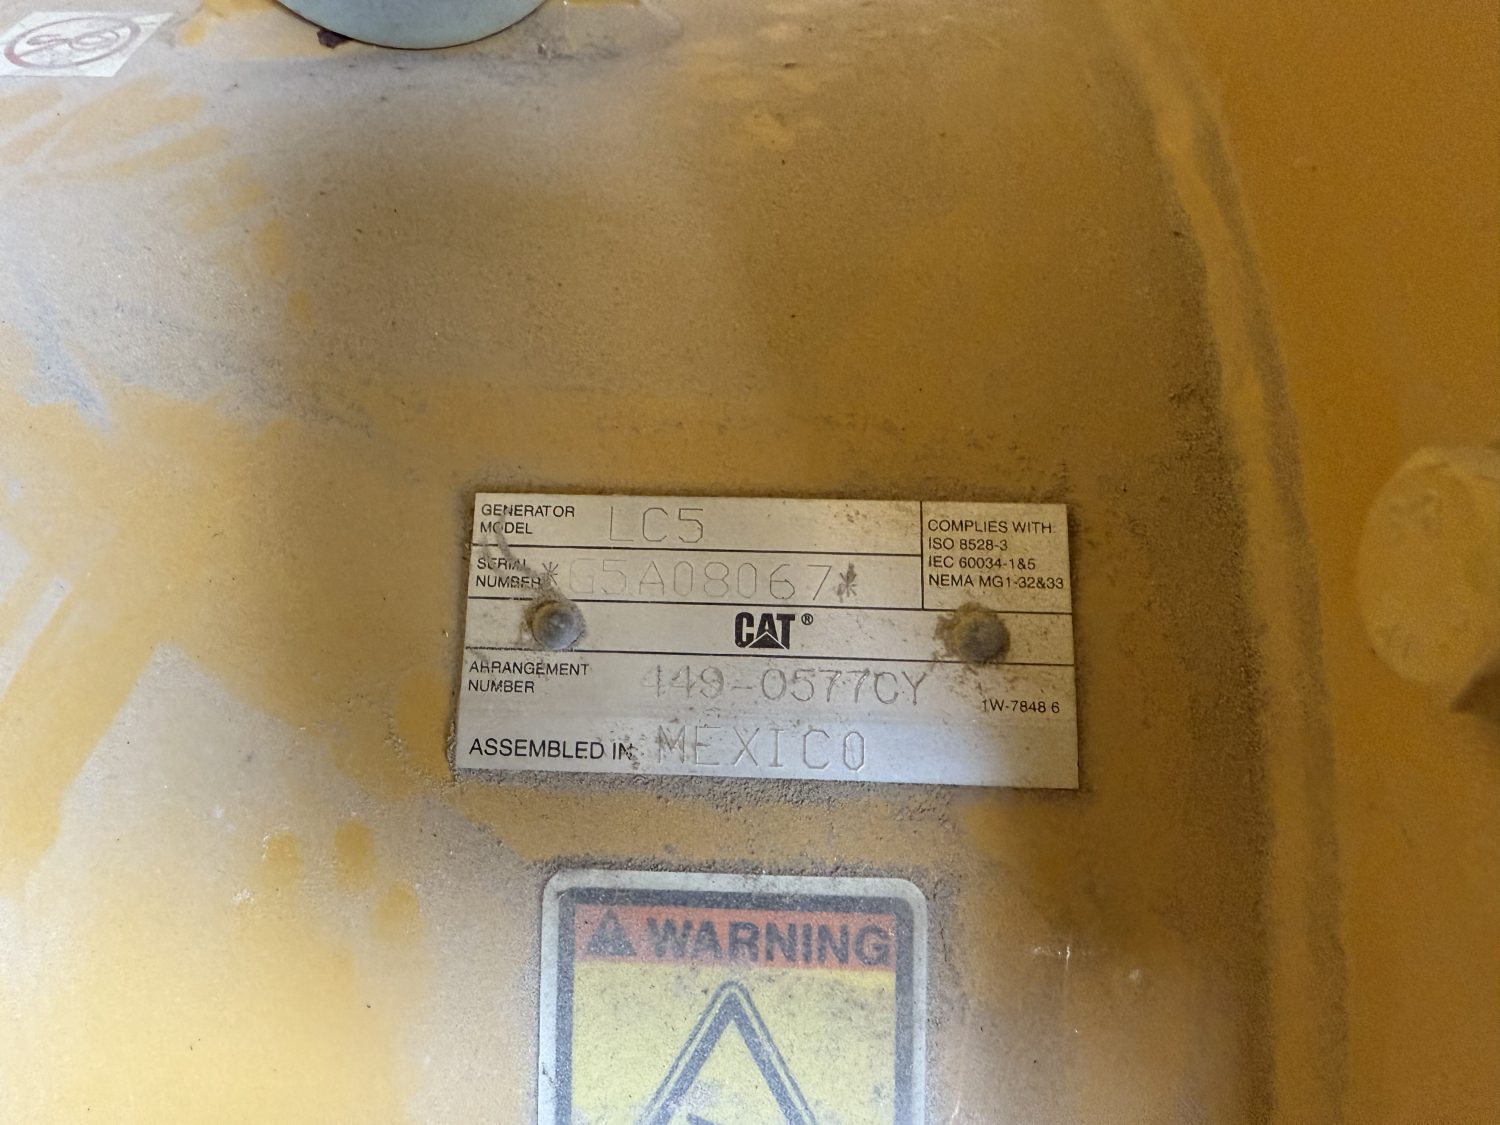 GENERATOR
MODEL LC5
SERIAL
NUMBER *G5A08067*
COMPLIES WITH:
ISO 8528-3
IEC 60034-1&5
NEMA MG1-32&33
CAT®
ARRANGEMENT
NUMBER 449-0577CY
1W-7848 6
ASSEMBLED IN MEXICO
WARNING